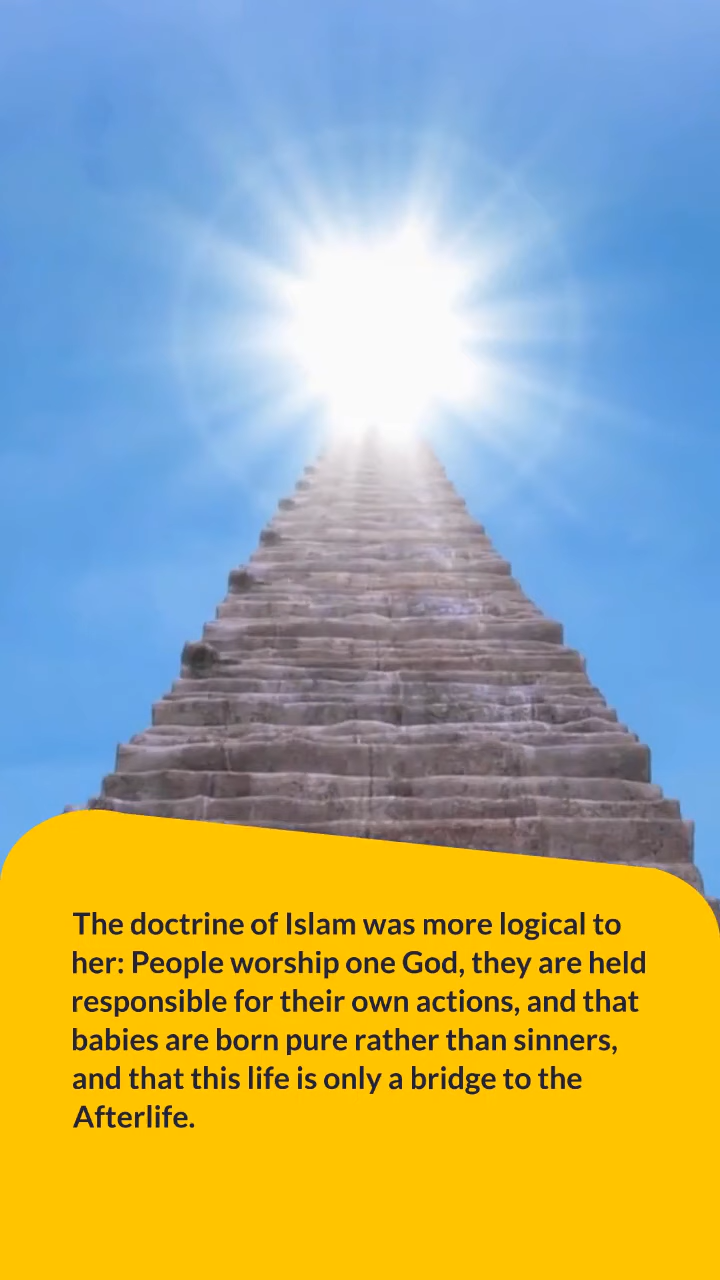 The doctrine of Islam was more logical to
her: People worship one God, they are held
responsible for their own actions, and that
babies are born pure rather than sinners,
and that this life is only a bridge to the
Afterlife.